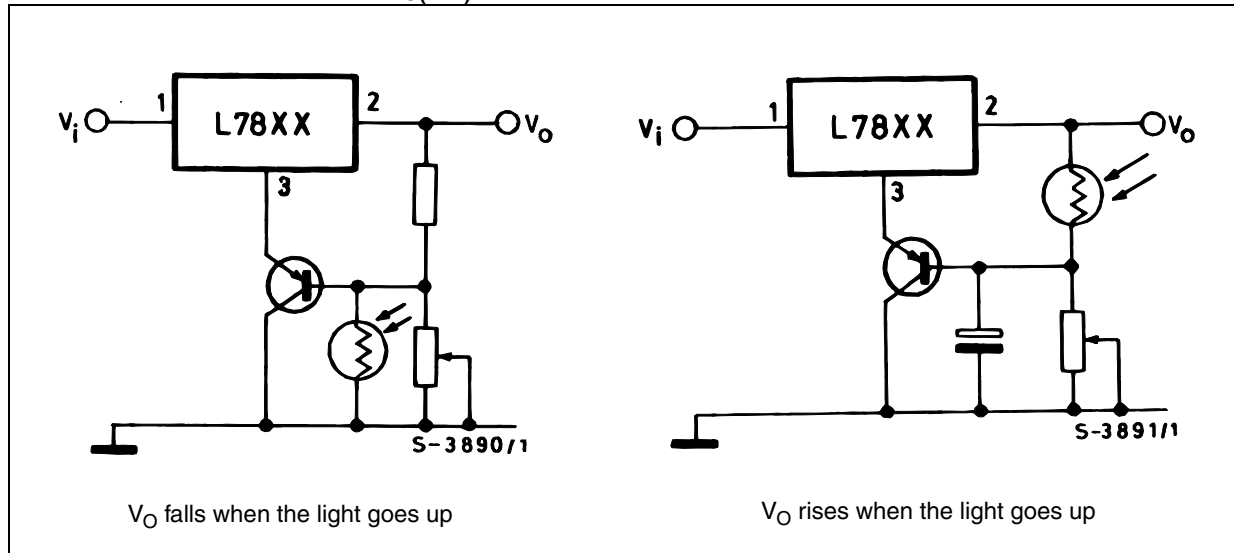 Vi 1 L78XX 2 VO
3
S-3890/1
VO falls when the light goes up
Vi 1 L78XX 2 VO
3
S-3891/1
VO rises when the light goes up